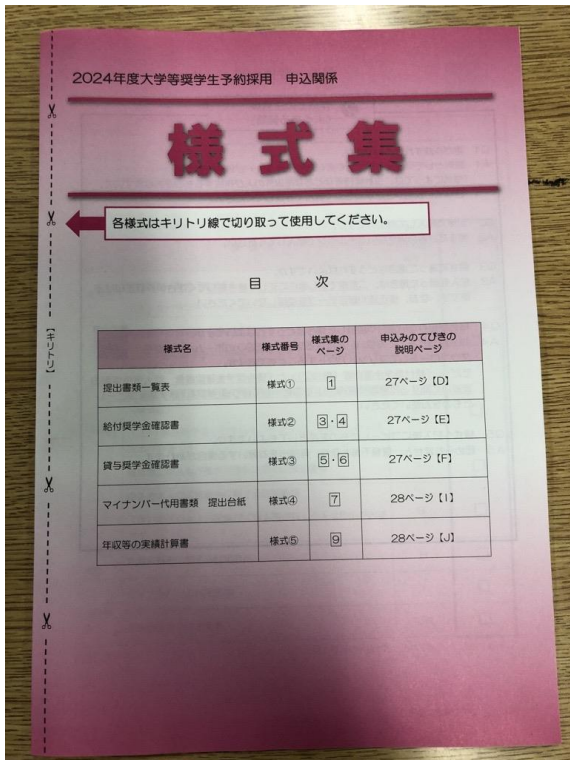 2024年度大学等奨学生予約採用 申込関係
様式集
各様式はキリトリ線で切り取って使用してください。
【キリトリ】
目 次
様式名 様式番号 様式集のページ 申込みのてびきの説明ページ
提出書類一覧表 様式① 1 27ページ【D】
給付奨学金確認書 様式② 3・4 27ページ【E】
貸与奨学金確認書 様式③ 5・6 27ページ【F】
マイナンバー代用書類 提出台紙 様式④ 7 28ページ【I】
年収等の実績計算書 様式⑤ 9 28ページ【J】